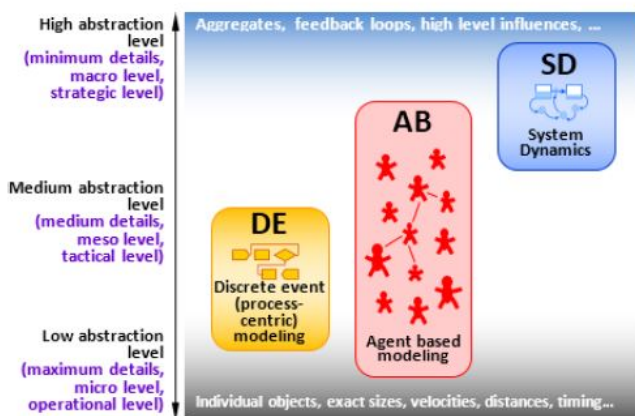 High abstraction
level
(minimum details,
macro level,
strategic level)
Medium abstraction
level
(medium details,
meso level,
tactical level)
Low abstraction
level
(maximum details,
micro level,
operational level)
Aggregates, feedback loops, high level influences, ...
SD
System
Dynamics
AB
Agent based
modeling
DE
Discrete event
(process-
centric)
modeling
Individual objects, exact sizes, velocities, distances, timing...